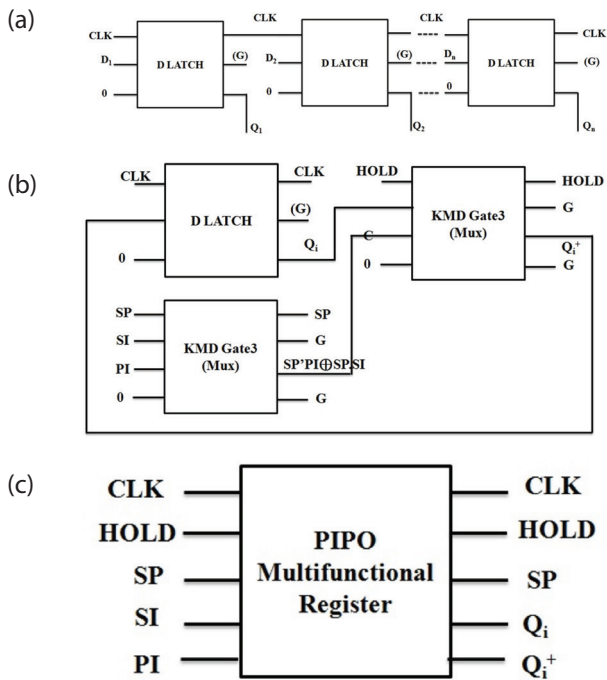 (a)
CLK
CLK
CLK
CLK
D₁
D LATCH
(G)
D₂
D LATCH
(G)
Dₙ
D LATCH
(G)
0
0
0
Q₁
Q₂
Qₙ
(b)
CLK
CLK
D LATCH
(G)
0
Qᵢ
HOLD
HOLD
KMD Gate3
(Mux)
G
C
Qᵢ⁺
0
G
SP
SP
SI
G
KMD Gate3
(Mux)
PI
SP'PI⊕SP.SI
0
G
(c)
CLK
CLK
HOLD
HOLD
PIPO
Multifunctional
Register
SP
SP
SI
Qᵢ
PI
Qᵢ⁺